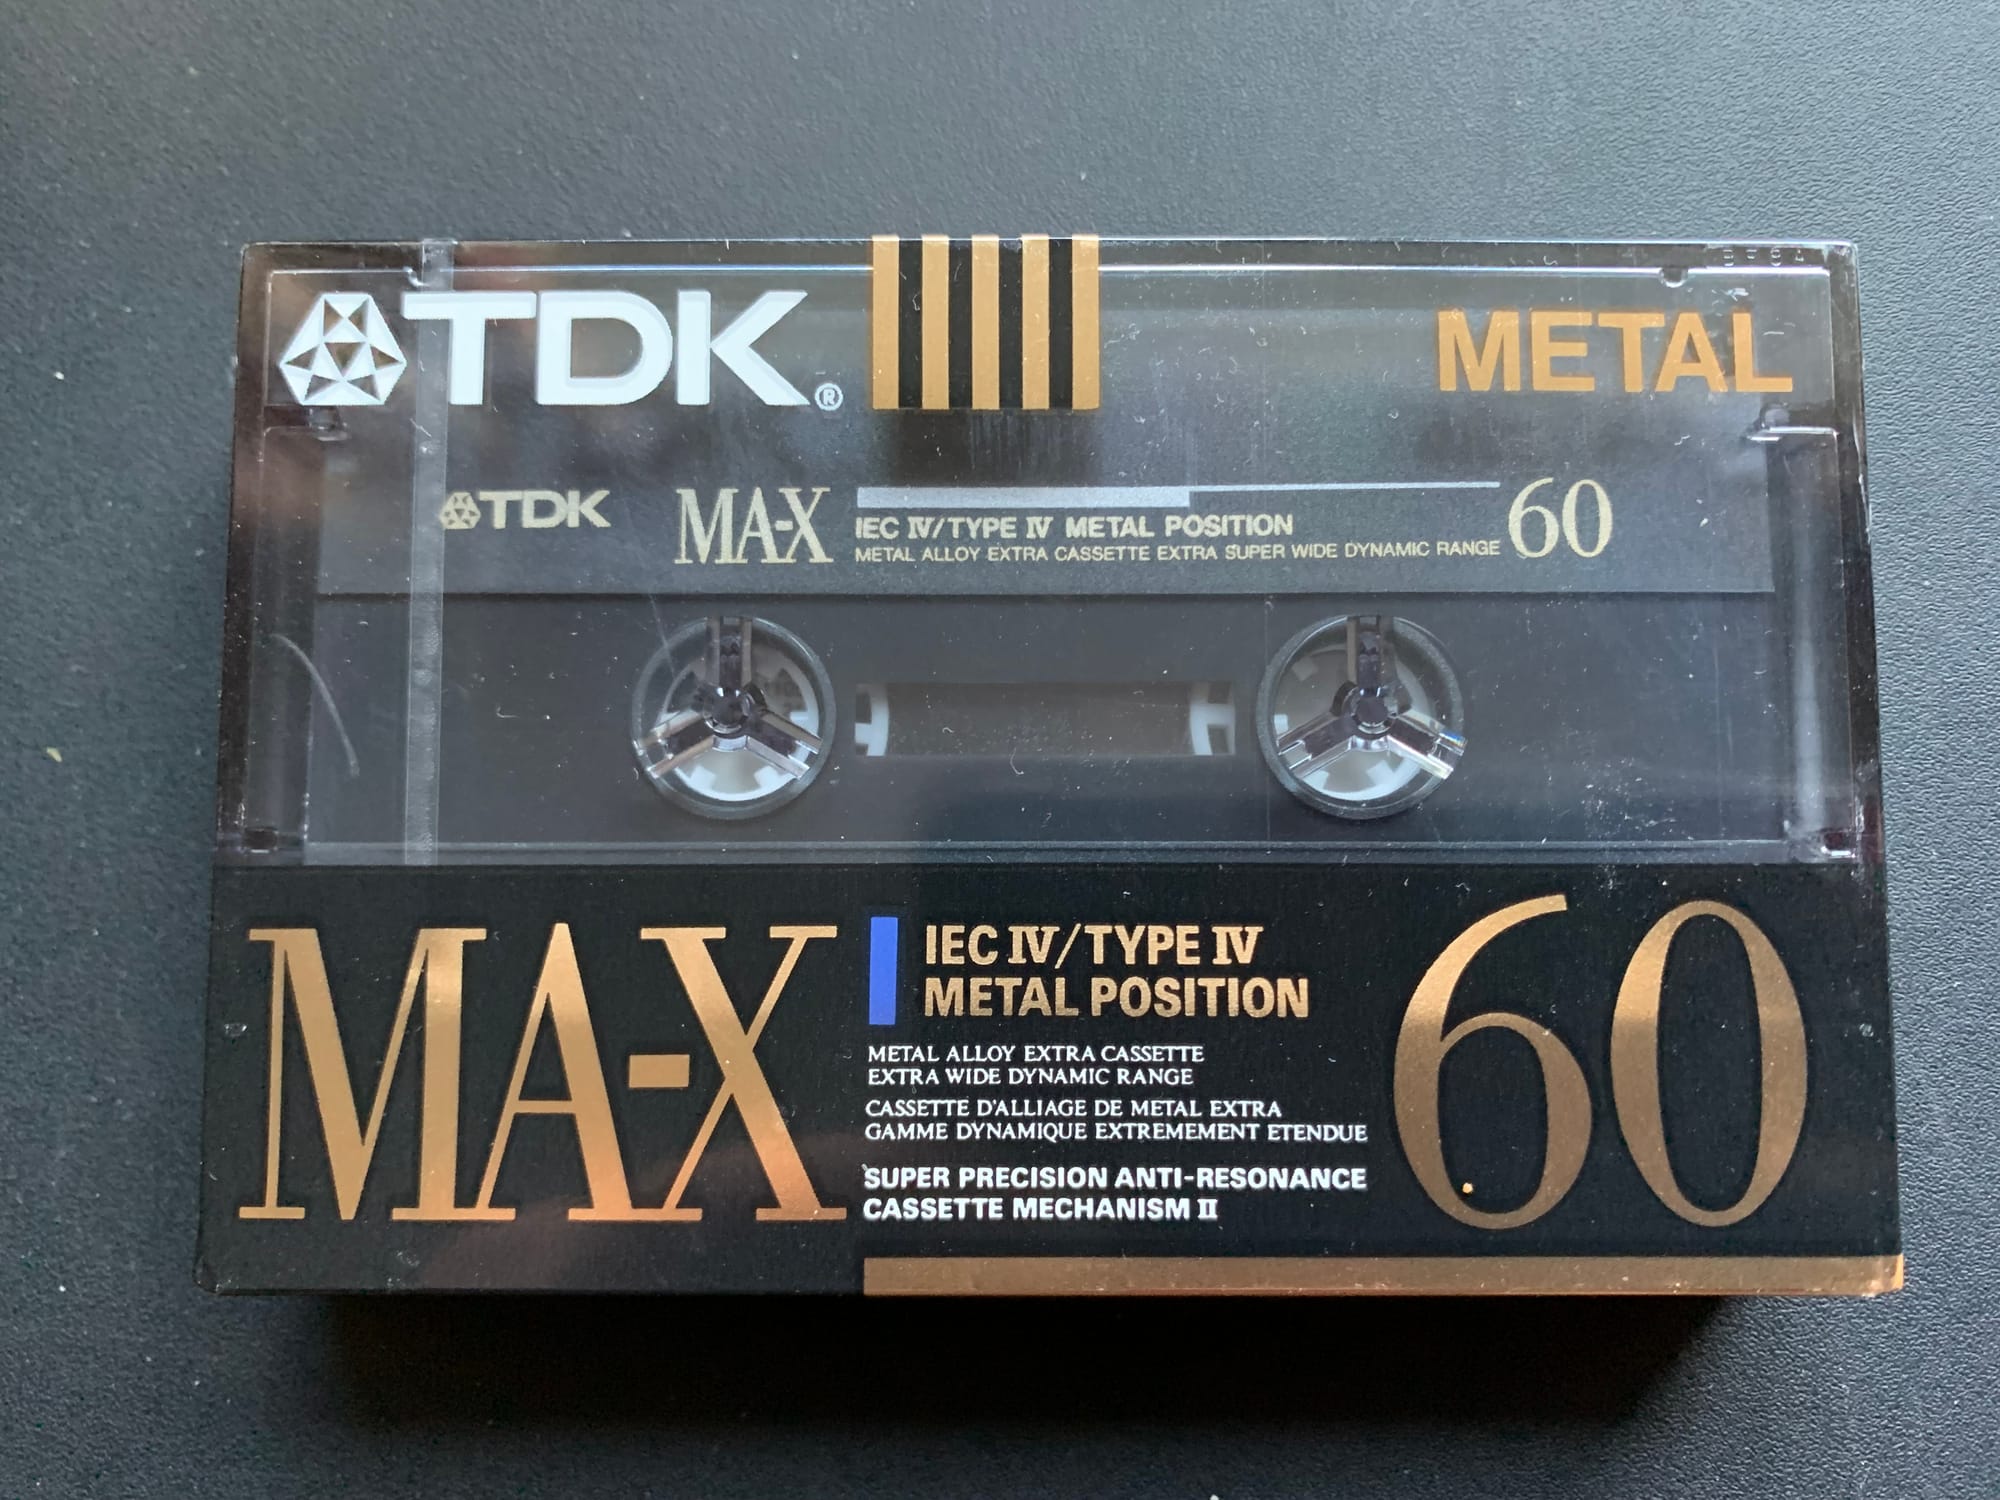 TDK® METAL
TDK MA-X IEC IV/TYPE IV METAL POSITION 60
METAL ALLOY EXTRA CASSETTE EXTRA SUPER WIDE DYNAMIC RANGE
MA-X
IEC IV/TYPE IV
METAL POSITION
METAL ALLOY EXTRA CASSETTE
EXTRA WIDE DYNAMIC RANGE
CASSETTE D'ALLIAGE DE METAL EXTRA
GAMME DYNAMIQUE EXTREMEMENT ETENDUE
SUPER PRECISION ANTI-RESONANCE
CASSETTE MECHANISM II
60